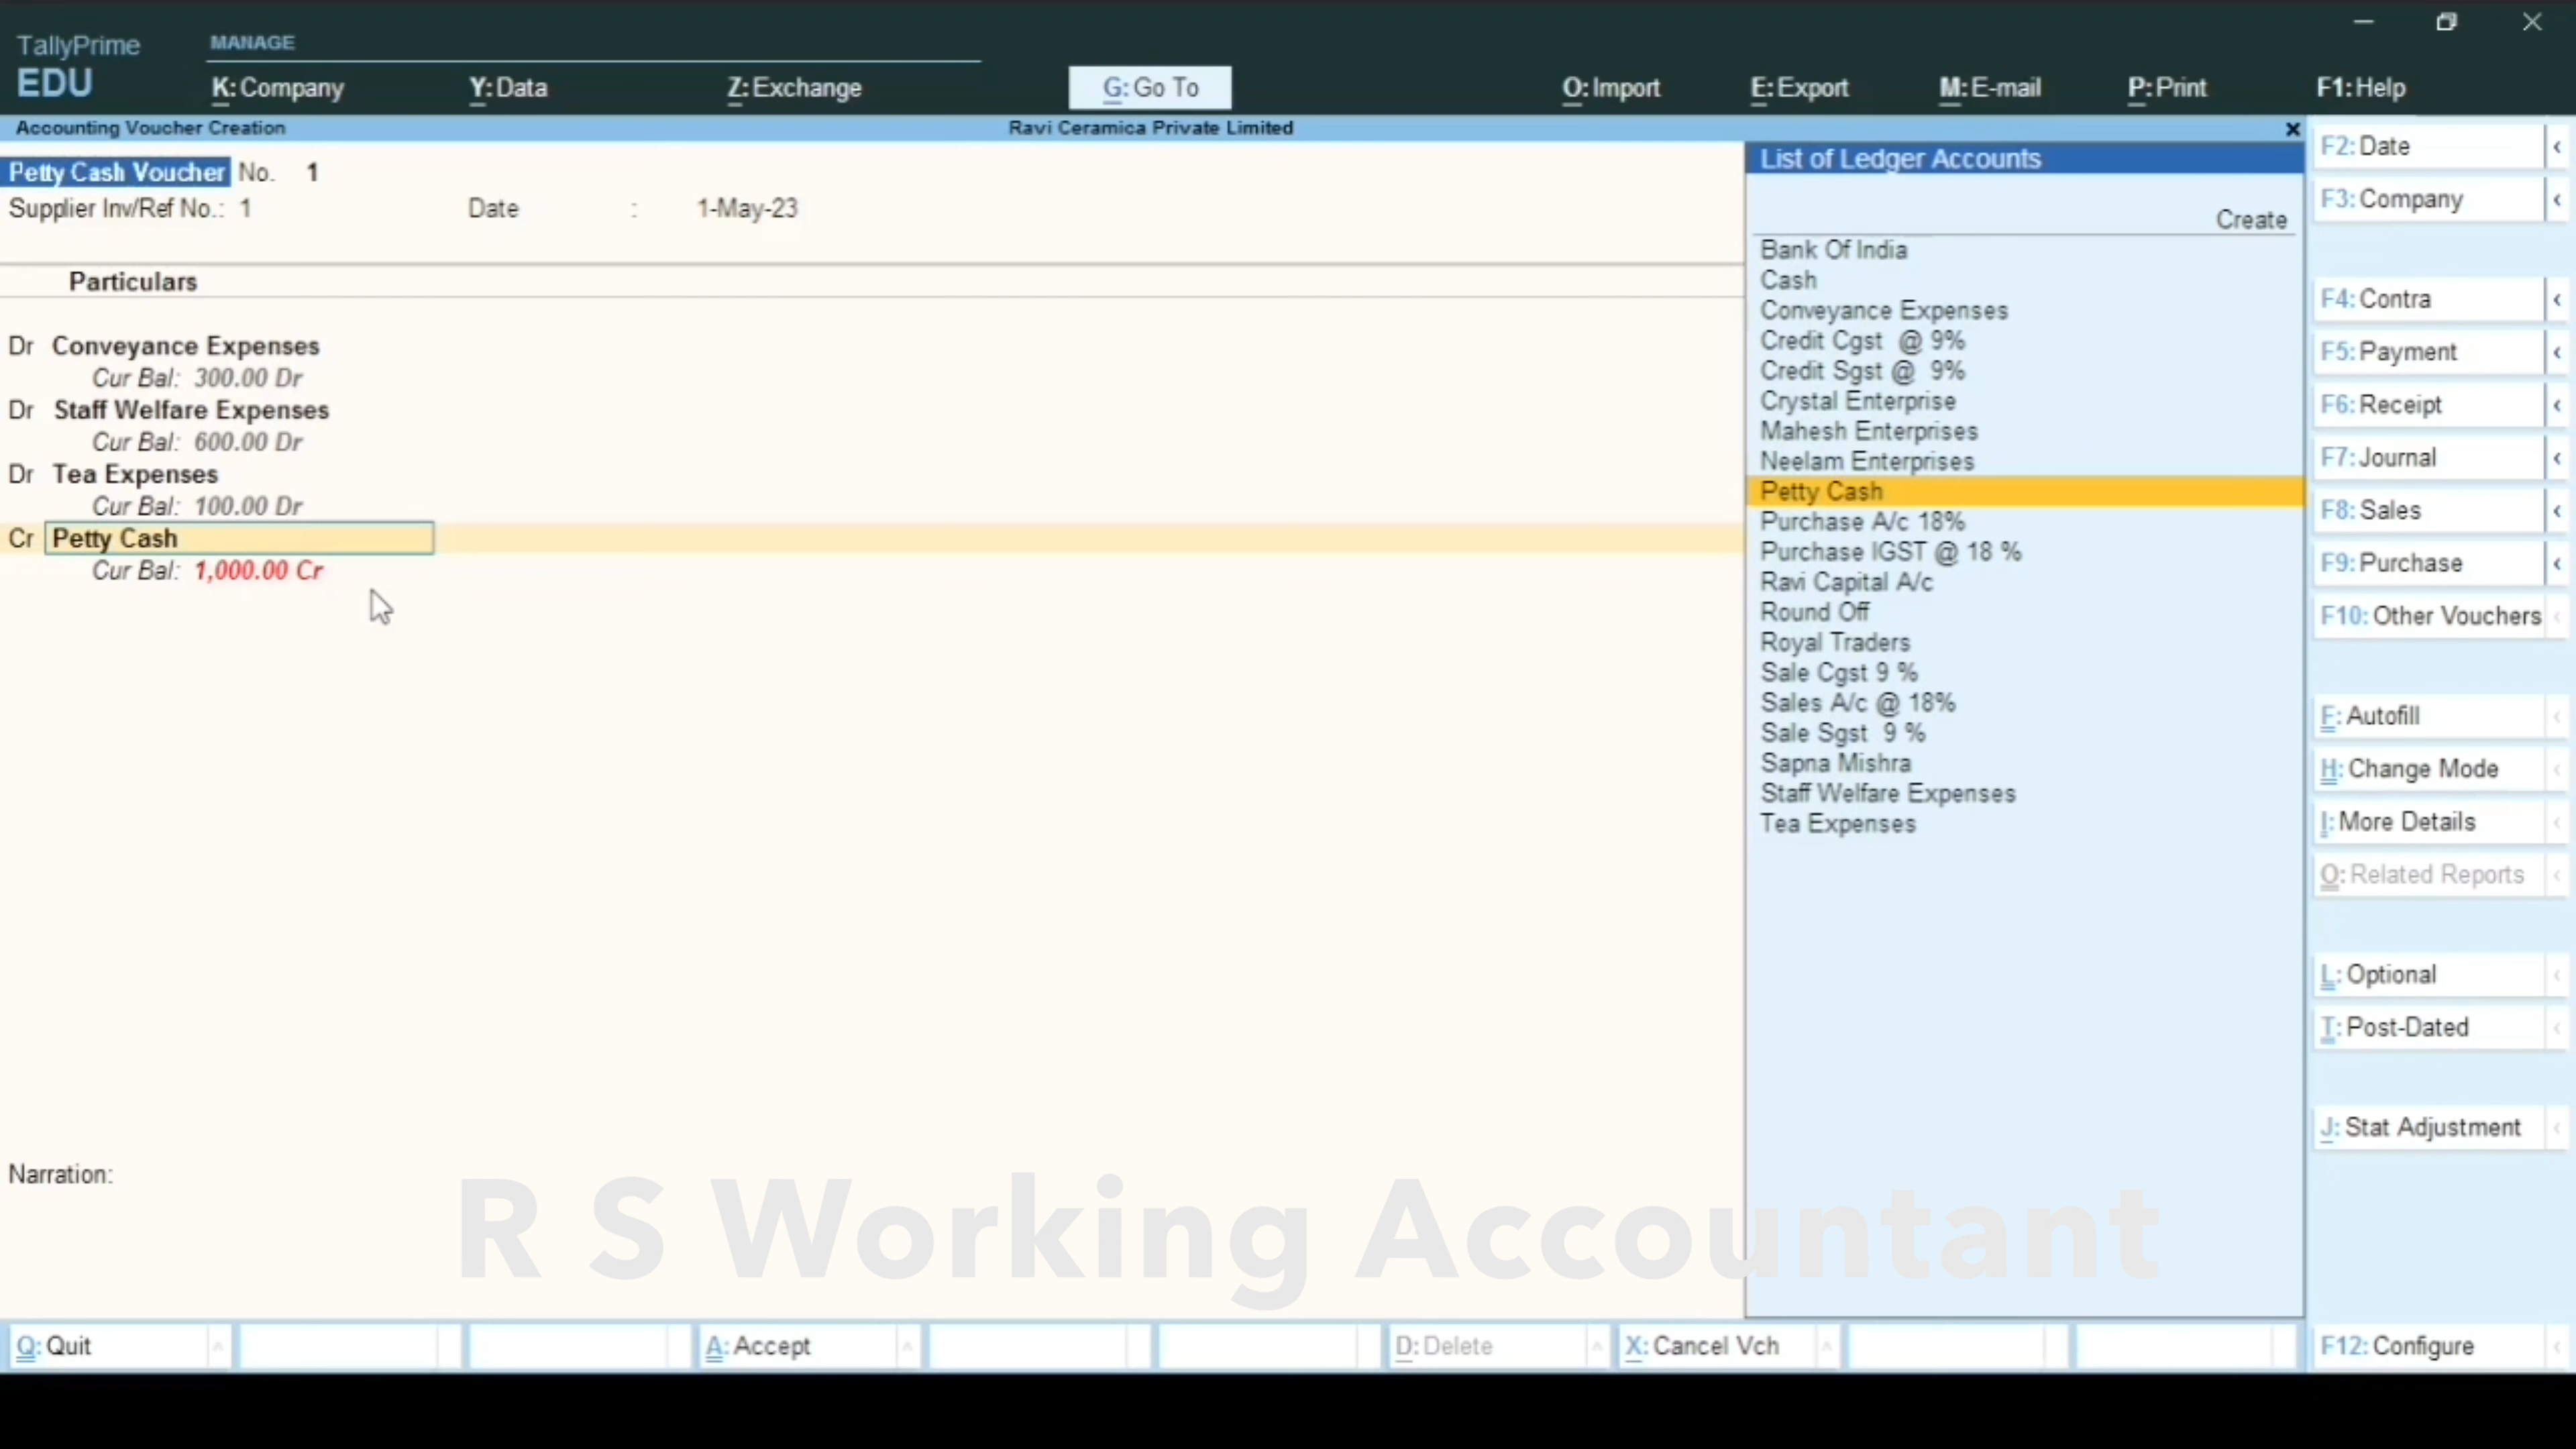 TallyPrime
EDU
MANAGE
K: Company
Y: Data
Z: Exchange
G: Go To
O: Import
E: Export
M: E-mail
P: Print
F1: Help
Accounting Voucher Creation
Ravi Ceramica Private Limited
Petty Cash Voucher No. 1
Supplier Inv/Ref No.: 1 Date : 1-May-23
Particulars
Dr Conveyance Expenses
Cur Bal: 300.00 Dr
Dr Staff Welfare Expenses
Cur Bal: 600.00 Dr
Dr Tea Expenses
Cur Bal: 100.00 Dr
Cr Petty Cash
Cur Bal: 1,000.00 Cr
Narration:
List of Ledger Accounts
Create
Bank Of India
Cash
Conveyance Expenses
Credit Cgst @ 9%
Credit Sgst @ 9%
Crystal Enterprise
Mahesh Enterprises
Neelam Enterprises
Petty Cash
Purchase A/c 18%
Purchase IGST @ 18 %
Ravi Capital A/c
Round Off
Royal Traders
Sale Cgst 9 %
Sales A/c @ 18%
Sale Sgst 9 %
Sapna Mishra
Staff Welfare Expenses
Tea Expenses
F2: Date
F3: Company
F4: Contra
F5: Payment
F6: Receipt
F7: Journal
F8: Sales
F9: Purchase
F10: Other Vouchers
F: Autofill
H: Change Mode
I: More Details
O: Related Reports
L: Optional
T: Post-Dated
J: Stat Adjustment
R S Working Accountant
Q: Quit
A: Accept
D: Delete
X: Cancel Vch
F12: Configure